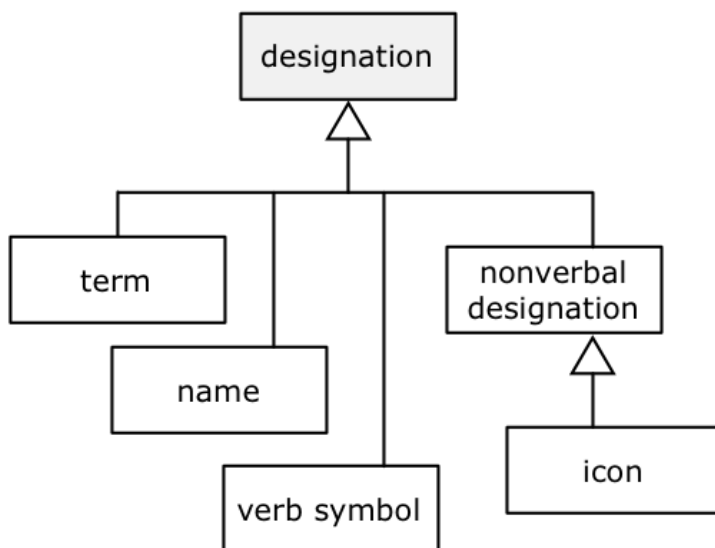 designation
term
nonverbal
designation
name
icon
verb symbol